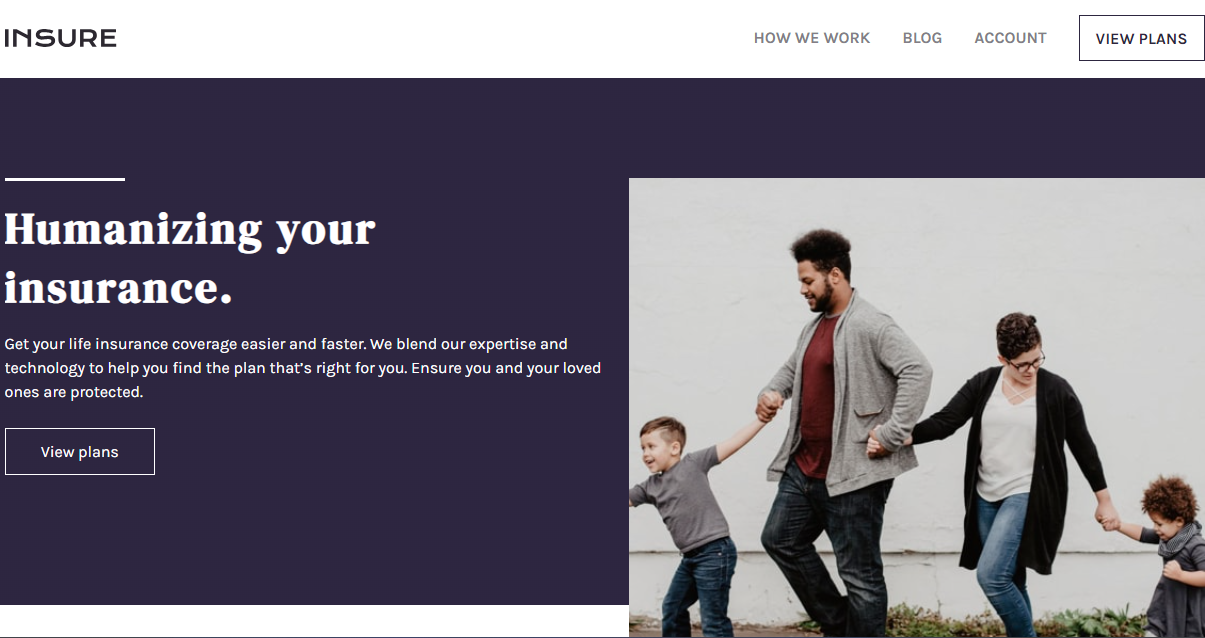 INSURE
HOW WE WORK
BLOG
ACCOUNT
VIEW PLANS
Humanizing your
insurance.
Get your life insurance coverage easier and faster. We blend our expertise and
technology to help you find the plan that’s right for you. Ensure you and your loved
ones are protected.
View plans